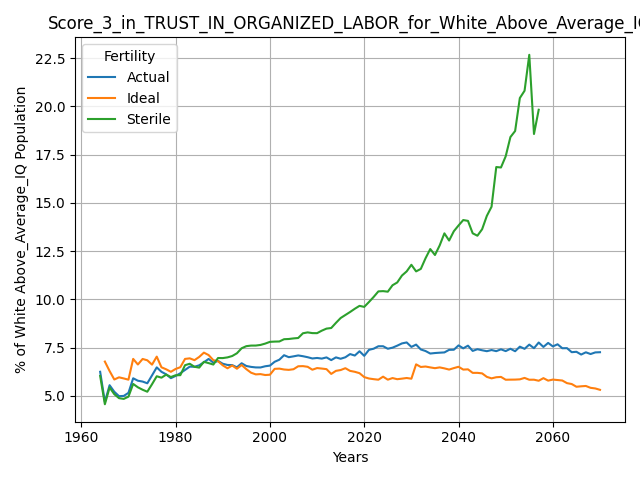 Score_3_in_TRUST_IN_ORGANIZED_LABOR_for_White_Above_Average_IQ
Fertility
Actual
Ideal
Sterile
% of White Above_Average_IQ Population
22.5
20.0
17.5
15.0
12.5
10.0
7.5
5.0
1960 1980 2000 2020 2040 2060
Years